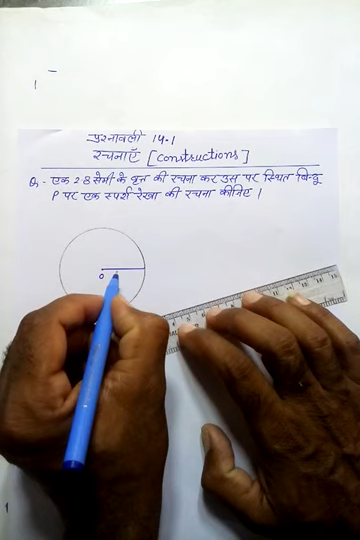 प्रश्नावली 14.1
रचनाएँ [Constructions]
Q - एक 2.8 सेमी के वृत्त की रचना कर उस पर स्थित बिन्दू
P पर एक स्पर्श रेखा की रचना कीजिए ।
O